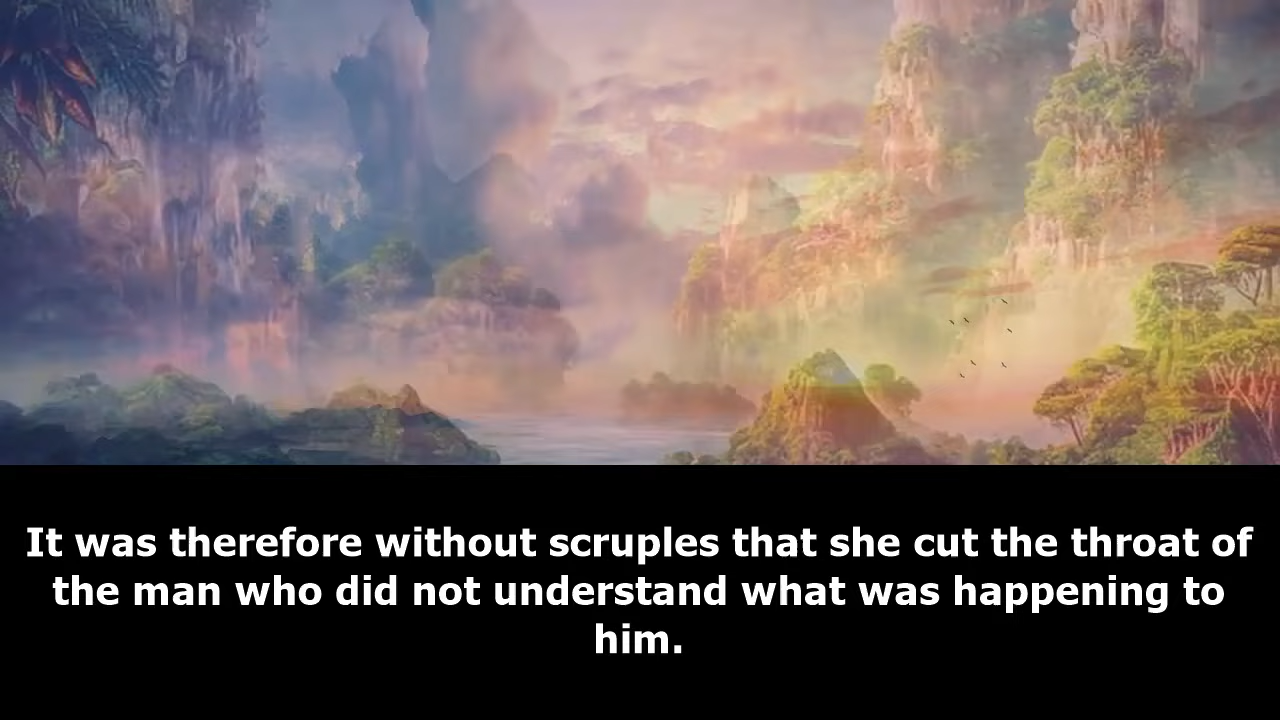 It was therefore without scruples that she cut the throat of
the man who did not understand what was happening to
him.